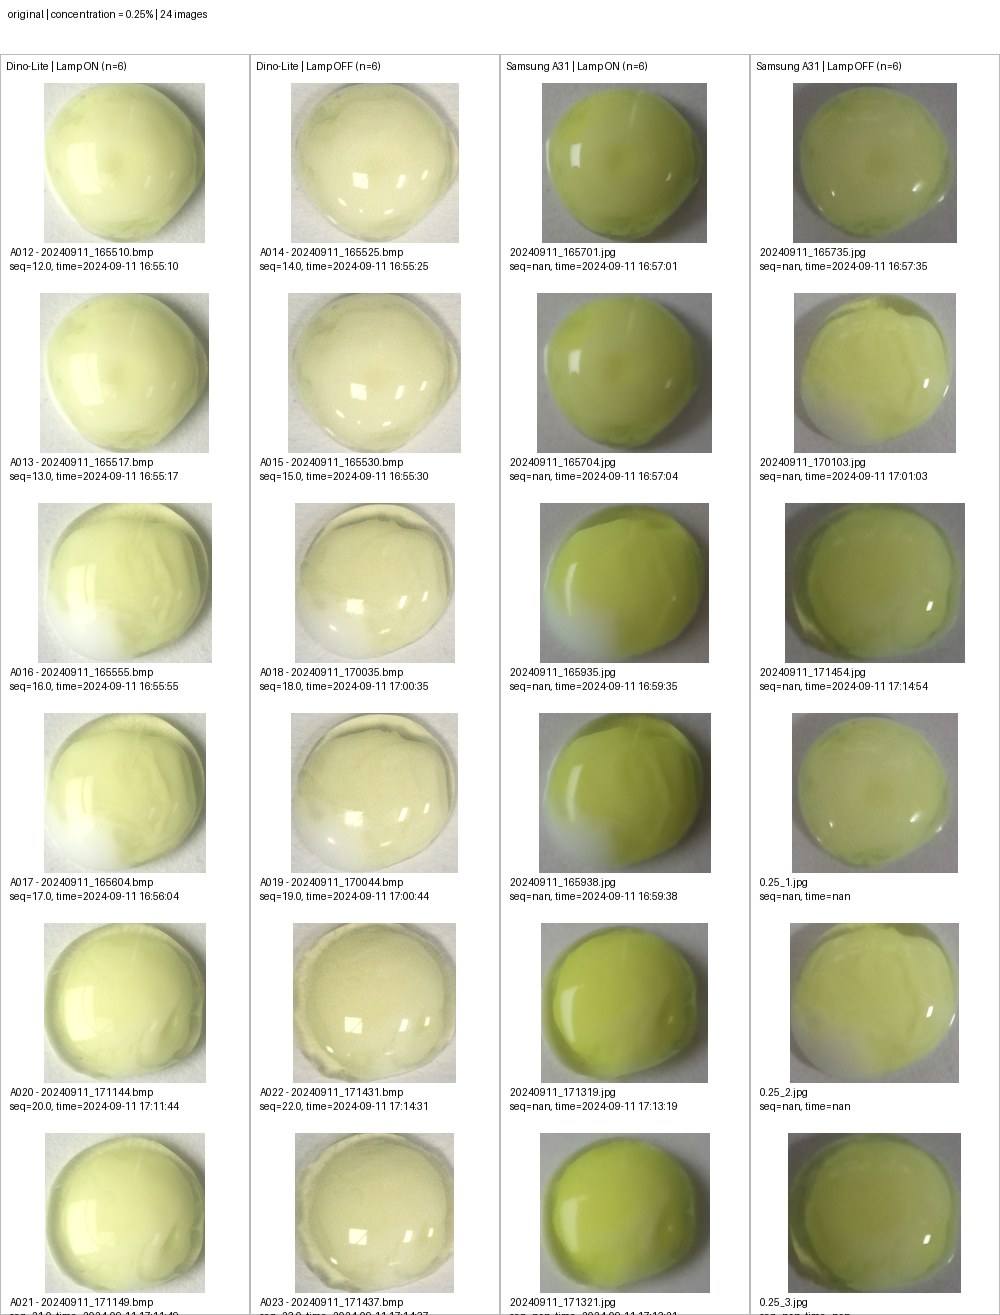 original | concentration = 0.25% | 24 images
Dino-Lite | Lamp ON (n=6)
Dino-Lite | Lamp OFF (n=6)
Samsung A31 | Lamp ON (n=6)
Samsung A31 | Lamp OFF (n=6)
A012 - 20240911_165510.bmp
seq=12.0, time=2024-09-11 16:55:10
A014 - 20240911_165525.bmp
seq=14.0, time=2024-09-11 16:55:25
20240911_165701.jpg
seq=nan, time=2024-09-11 16:57:01
20240911_165735.jpg
seq=nan, time=2024-09-11 16:57:35
A013 - 20240911_165517.bmp
seq=13.0, time=2024-09-11 16:55:17
A015 - 20240911_165530.bmp
seq=15.0, time=2024-09-11 16:55:30
20240911_165704.jpg
seq=nan, time=2024-09-11 16:57:04
20240911_170103.jpg
seq=nan, time=2024-09-11 17:01:03
A016 - 20240911_165555.bmp
seq=16.0, time=2024-09-11 16:55:55
A018 - 20240911_170035.bmp
seq=18.0, time=2024-09-11 17:00:35
20240911_165935.jpg
seq=nan, time=2024-09-11 16:59:35
20240911_171454.jpg
seq=nan, time=2024-09-11 17:14:54
A017 - 20240911_165604.bmp
seq=17.0, time=2024-09-11 16:56:04
A019 - 20240911_170044.bmp
seq=19.0, time=2024-09-11 17:00:44
20240911_165938.jpg
seq=nan, time=2024-09-11 16:59:38
0.25_1.jpg
seq=nan, time=nan
A020 - 20240911_171144.bmp
seq=20.0, time=2024-09-11 17:11:44
A022 - 20240911_171431.bmp
seq=22.0, time=2024-09-11 17:14:31
20240911_171319.jpg
seq=nan, time=2024-09-11 17:13:19
0.25_2.jpg
seq=nan, time=nan
A021 - 20240911_171149.bmp
A023 - 20240911_171437.bmp
20240911_171321.jpg
0.25_3.jpg